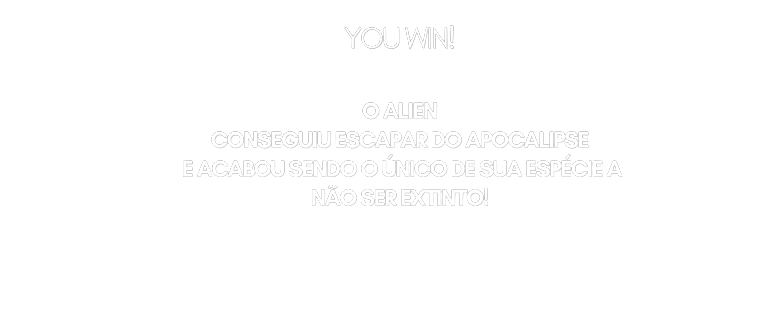 YOU WIN!
O ALIEN
CONSEGUIU ESCAPAR DO APOCALIPSE
E ACABOU SENDO O ÚNICO DE SUA ESPÉCIE A
NÃO SER EXTINTO!